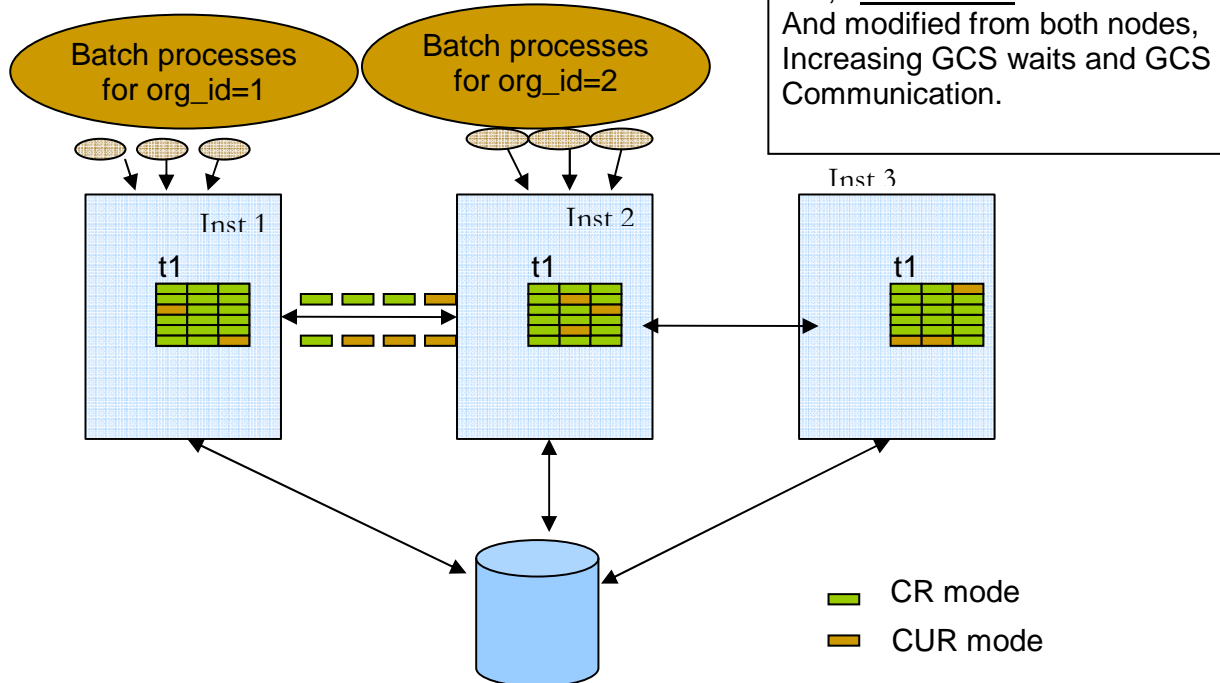 Batch processes
for org_id=1
Batch processes
for org_id=2
And modified from both nodes,
Increasing GCS waits and GCS
Communication.
Inst 1
Inst 2
Inst 3
t1
t1
t1
CR mode
CUR mode